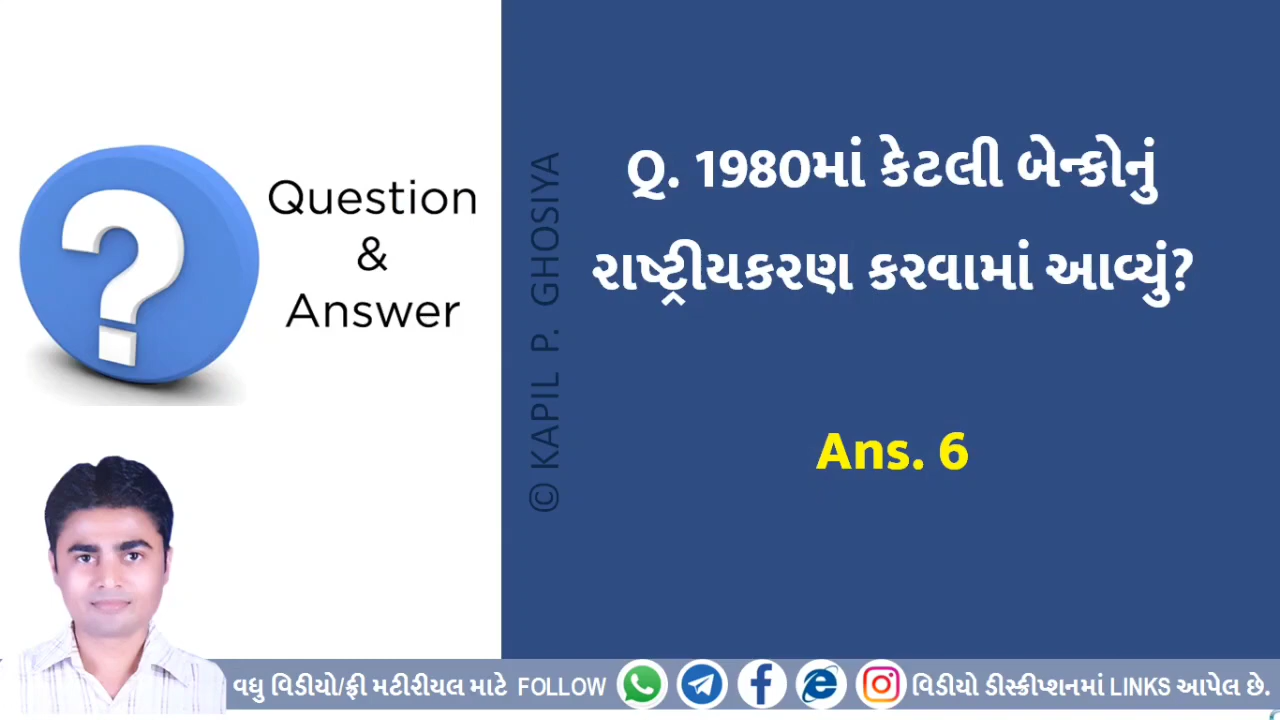 Question
&
Answer
© KAPIL P. GHOSIYA
Q. 1980માં કેટલી બેન્કોનું
રાષ્ટ્રીયકરણ કરવામાં આવ્યું?
Ans. 6
વધુ વિડીયો/ફ્રી મટીરીયલ માટે FOLLOW વિડીયો ડીસ્ક્રીપ્શનમાં LINKS આપેલ છે.